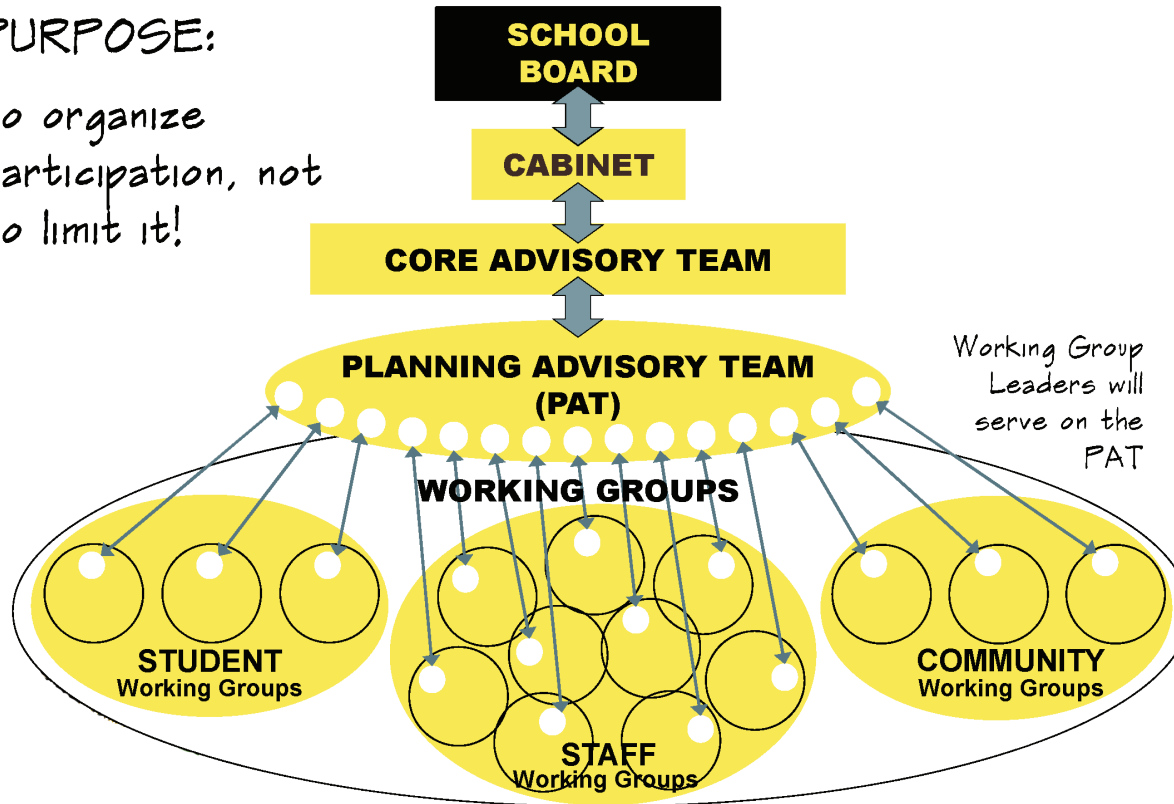 PURPOSE:
o organize
articipation, not
o limit it!
SCHOOL
BOARD
CABINET
CORE ADVISORY TEAM
PLANNING ADVISORY TEAM
(PAT)
Working Group
Leaders will
serve on the
PAT
WORKING GROUPS
STUDENT
Working Groups
STAFF
Working Groups
COMMUNITY
Working Groups